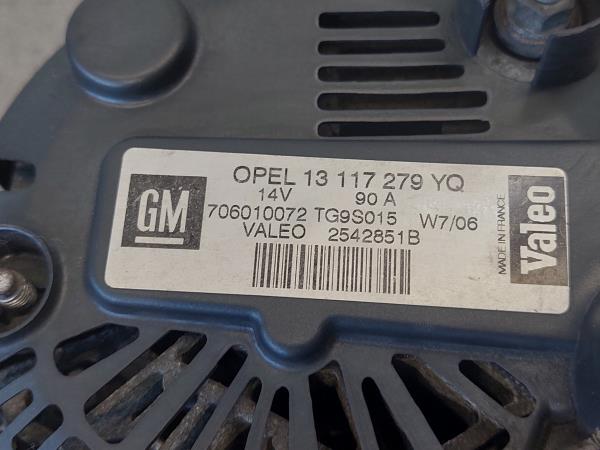 GM
OPEL 13 117 279 YQ
14V 90 A
706010072 TG9S015 W7/06
VALEO 2542851B
MADE IN FRANCE
Valeo